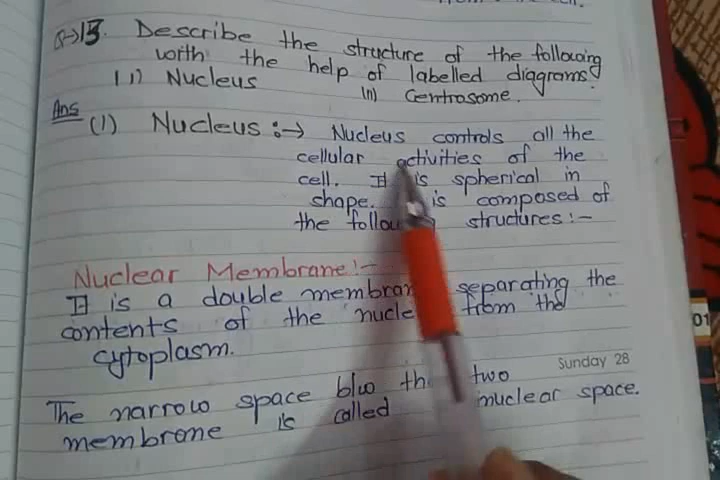 Q→13. Describe the structure of the following
with the help of labelled diagrams.
(i) Nucleus (ii) Centrosome.
Ans
(1) Nucleus :→ Nucleus controls all the
cellular activities of the
cell. It is spherical in
shape. is composed of
the structures :-
Nuclear Membrane :-
It is a double separating the
contents of the from the
cytoplasm.
Sunday 28
The narrow space b/w two
membrane is called nuclear space.
01